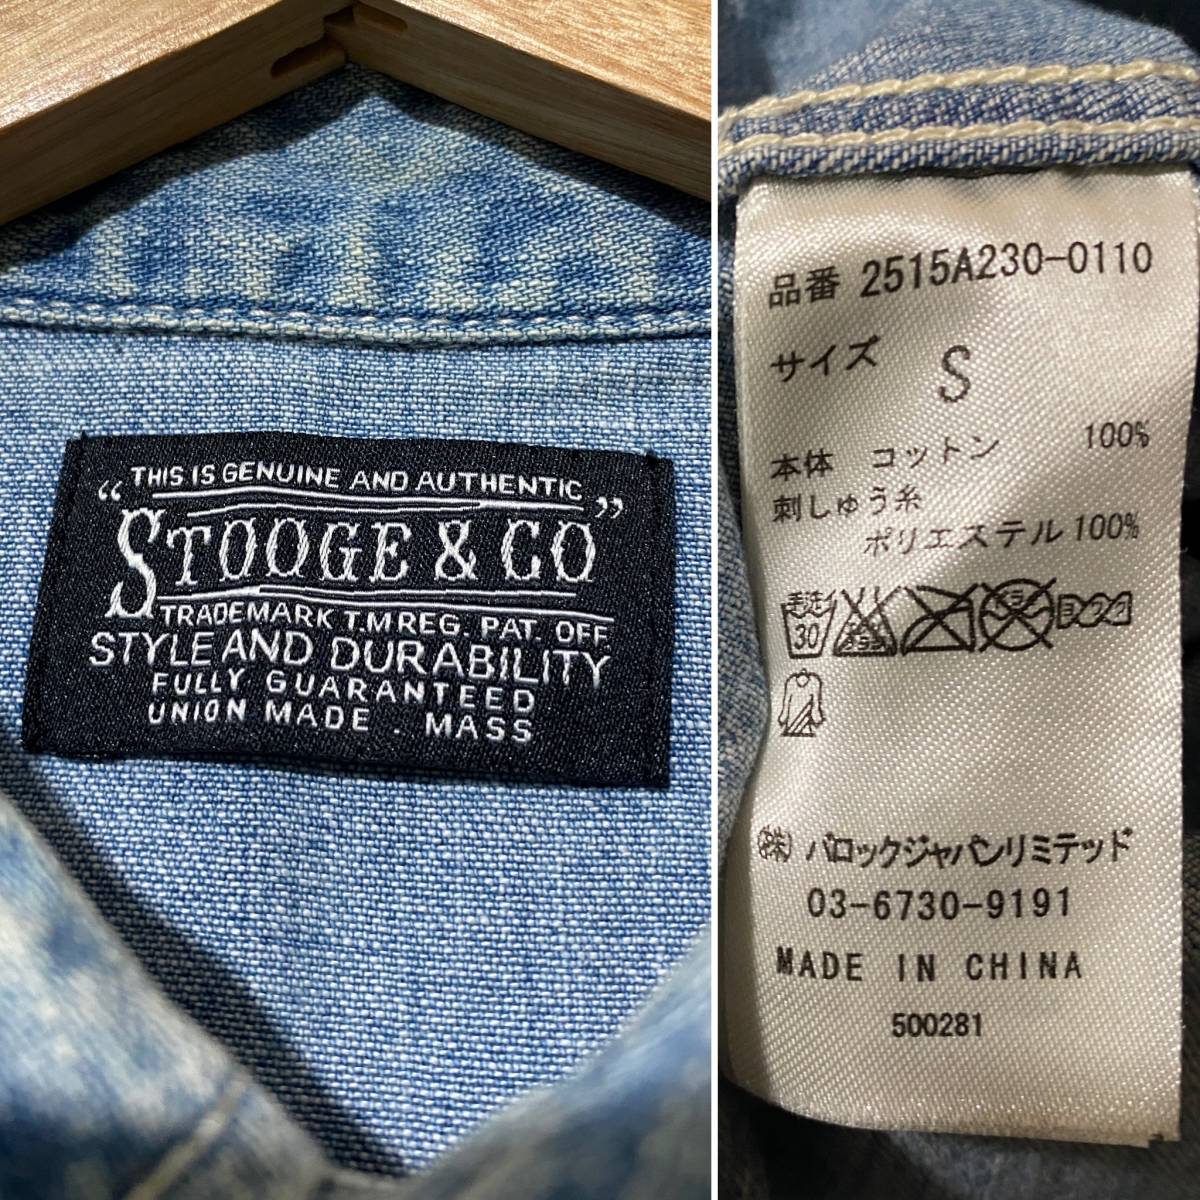 THIS IS GENUINE AND AUTHENTIC
"STOOGE & CO"
TRADEMARK T.M REG. PAT. OFF.
STYLE AND DURABILITY
FULLY GUARANTEED
UNION MADE . MASS
品番 2515A230-0110
サイズ S
本体 コットン 100%
刺しゅう糸
ポリエステル 100%
30
(株) バロックジャパンリミテッド
03-6730-9191
MADE IN CHINA
500281